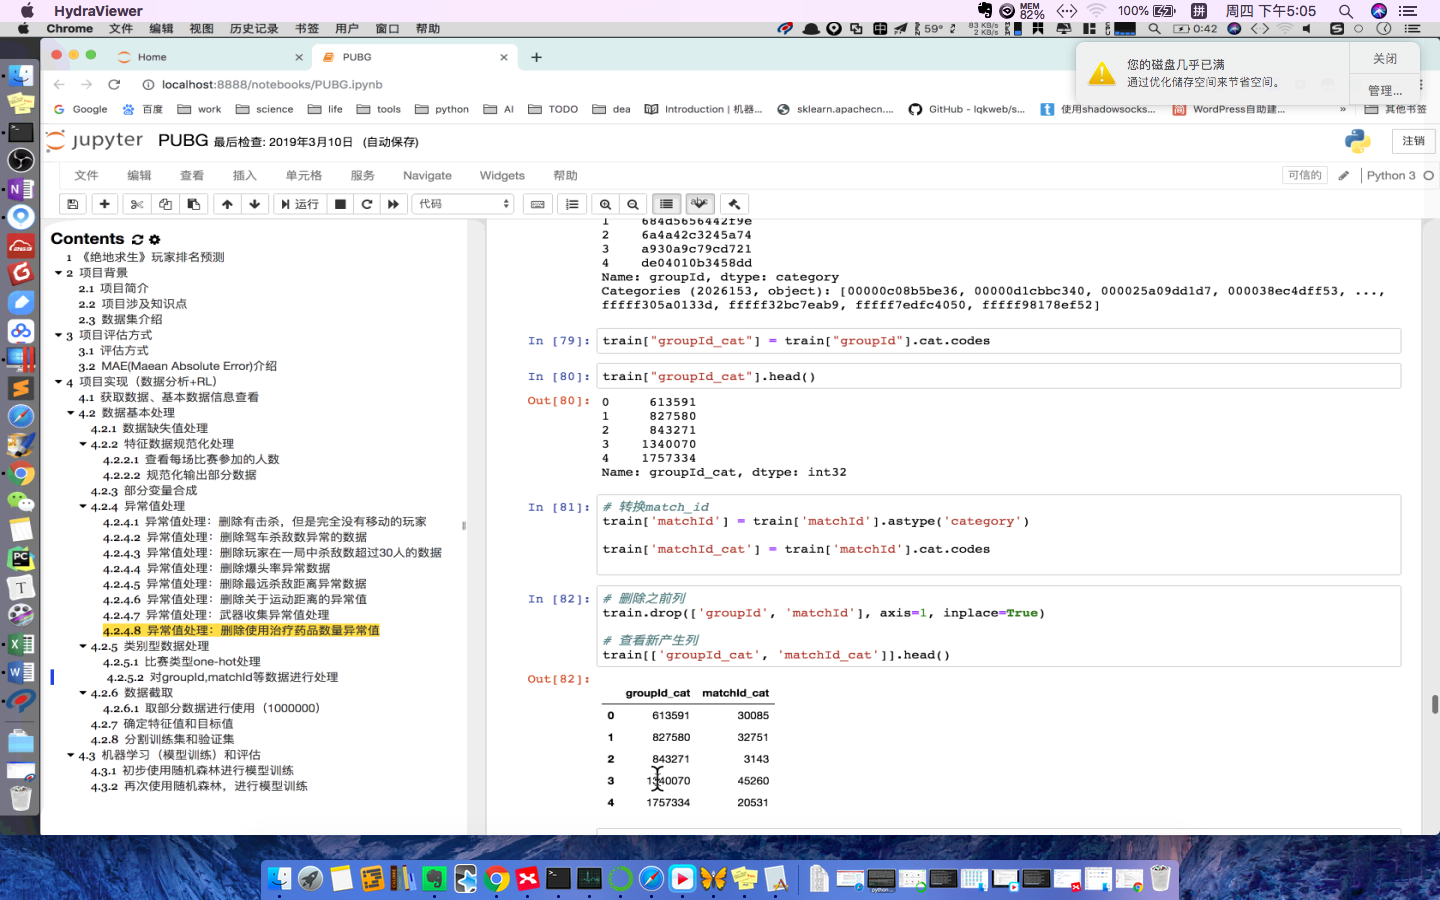 HydraViewer
MEM
82%
100%
拼
周四 下午5:05
Chrome 文件 编辑 视图 历史记录 书签 用户 窗口 帮助
中
59°
83 KB/s
2 KB/s
0:42
Home
PUBG
localhost:8888/notebooks/PUBG.ipynb
您的磁盘几乎已满
通过优化储存空间来节省空间。
关闭
管理...
Google 百度 work science life tools python AI TODO dea Introduction | 机器... sklearn.apachecn.... GitHub - lqkweb/s... 使用shadowsocks... WordPress自助建... » 其他书签
jupyter PUBG 最后检查: 2019年3月10日 (自动保存)
注销
文件 编辑 查看 插入 单元格 服务 Navigate Widgets 帮助
可信的 Python 3
运行 代码
Contents
1 《绝地求生》玩家排名预测
2 项目背景
2.1 项目简介
2.2 项目涉及知识点
2.3 数据集介绍
3 项目评估方式
3.1 评估方式
3.2 MAE(Maean Absolute Error)介绍
4 项目实现（数据分析+RL）
4.1 获取数据、基本数据信息查看
4.2 数据基本处理
4.2.1 数据缺失值处理
4.2.2 特征数据规范化处理
4.2.2.1 查看每场比赛参加的人数
4.2.2.2 规范化输出部分数据
4.2.3 部分变量合成
4.2.4 异常值处理
4.2.4.1 异常值处理：删除有击杀，但是完全没有移动的玩家
4.2.4.2 异常值处理：删除驾车杀敌数异常的数据
4.2.4.3 异常值处理：删除玩家在一局中杀敌数超过30人的数据
4.2.4.4 异常值处理：删除爆头率异常数据
4.2.4.5 异常值处理：删除最远杀敌距离异常数据
4.2.4.6 异常值处理：删除关于运动距离的异常值
4.2.4.7 异常值处理：武器收集异常值处理
4.2.4.8 异常值处理：删除使用治疗药品数量异常值
4.2.5 类别型数据处理
4.2.5.1 比赛类型one-hot处理
4.2.5.2 对groupId,matchId等数据进行处理
4.2.6 数据截取
4.2.6.1 取部分数据进行使用（1000000）
4.2.7 确定特征值和目标值
4.2.8 分割训练集和验证集
4.3 机器学习（模型训练）和评估
4.3.1 初步使用随机森林进行模型训练
4.3.2 再次使用随机森林，进行模型训练
1 684d5656442f9e
2 6a4a42c3245a74
3 a930a9c79cd721
4 de04010b3458dd
Name: groupId, dtype: category
Categories (2026153, object): [00000c08b5be36, 00000d1cbbc340, 000025a09dd1d7, 000038ec4dff53, ...,
fffff305a0133d, fffff32bc7eab9, fffff7edfc4050, fffff98178ef52]
In [79]: train["groupId_cat"] = train["groupId"].cat.codes
In [80]: train["groupId_cat"].head()
Out[80]: 0 613591
1 827580
2 843271
3 1340070
4 1757334
Name: groupId_cat, dtype: int32
In [81]: # 转换match_id
train['matchId'] = train['matchId'].astype('category')
train['matchId_cat'] = train['matchId'].cat.codes
In [82]: # 删除之前列
train.drop(['groupId', 'matchId'], axis=1, inplace=True)
# 查看新产生列
train[['groupId_cat', 'matchId_cat']].head()
Out[82]:
groupId_cat matchId_cat
0 613591 30085
1 827580 32751
2 843271 3143
3 1340070 45260
4 1757334 20531